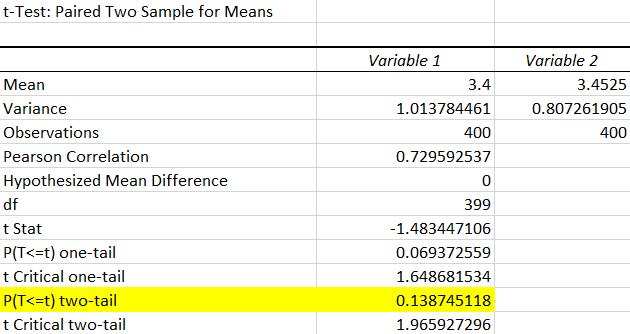 t-Test: Paired Two Sample for Means
Variable 1 Variable 2
Mean 3.4 3.4525
Variance 1.013784461 0.807261905
Observations 400 400
Pearson Correlation 0.729592537
Hypothesized Mean Difference 0
df 399
t Stat -1.483447106
P(T<=t) one-tail 0.069372559
t Critical one-tail 1.648681534
P(T<=t) two-tail 0.138745118
t Critical two-tail 1.965927296